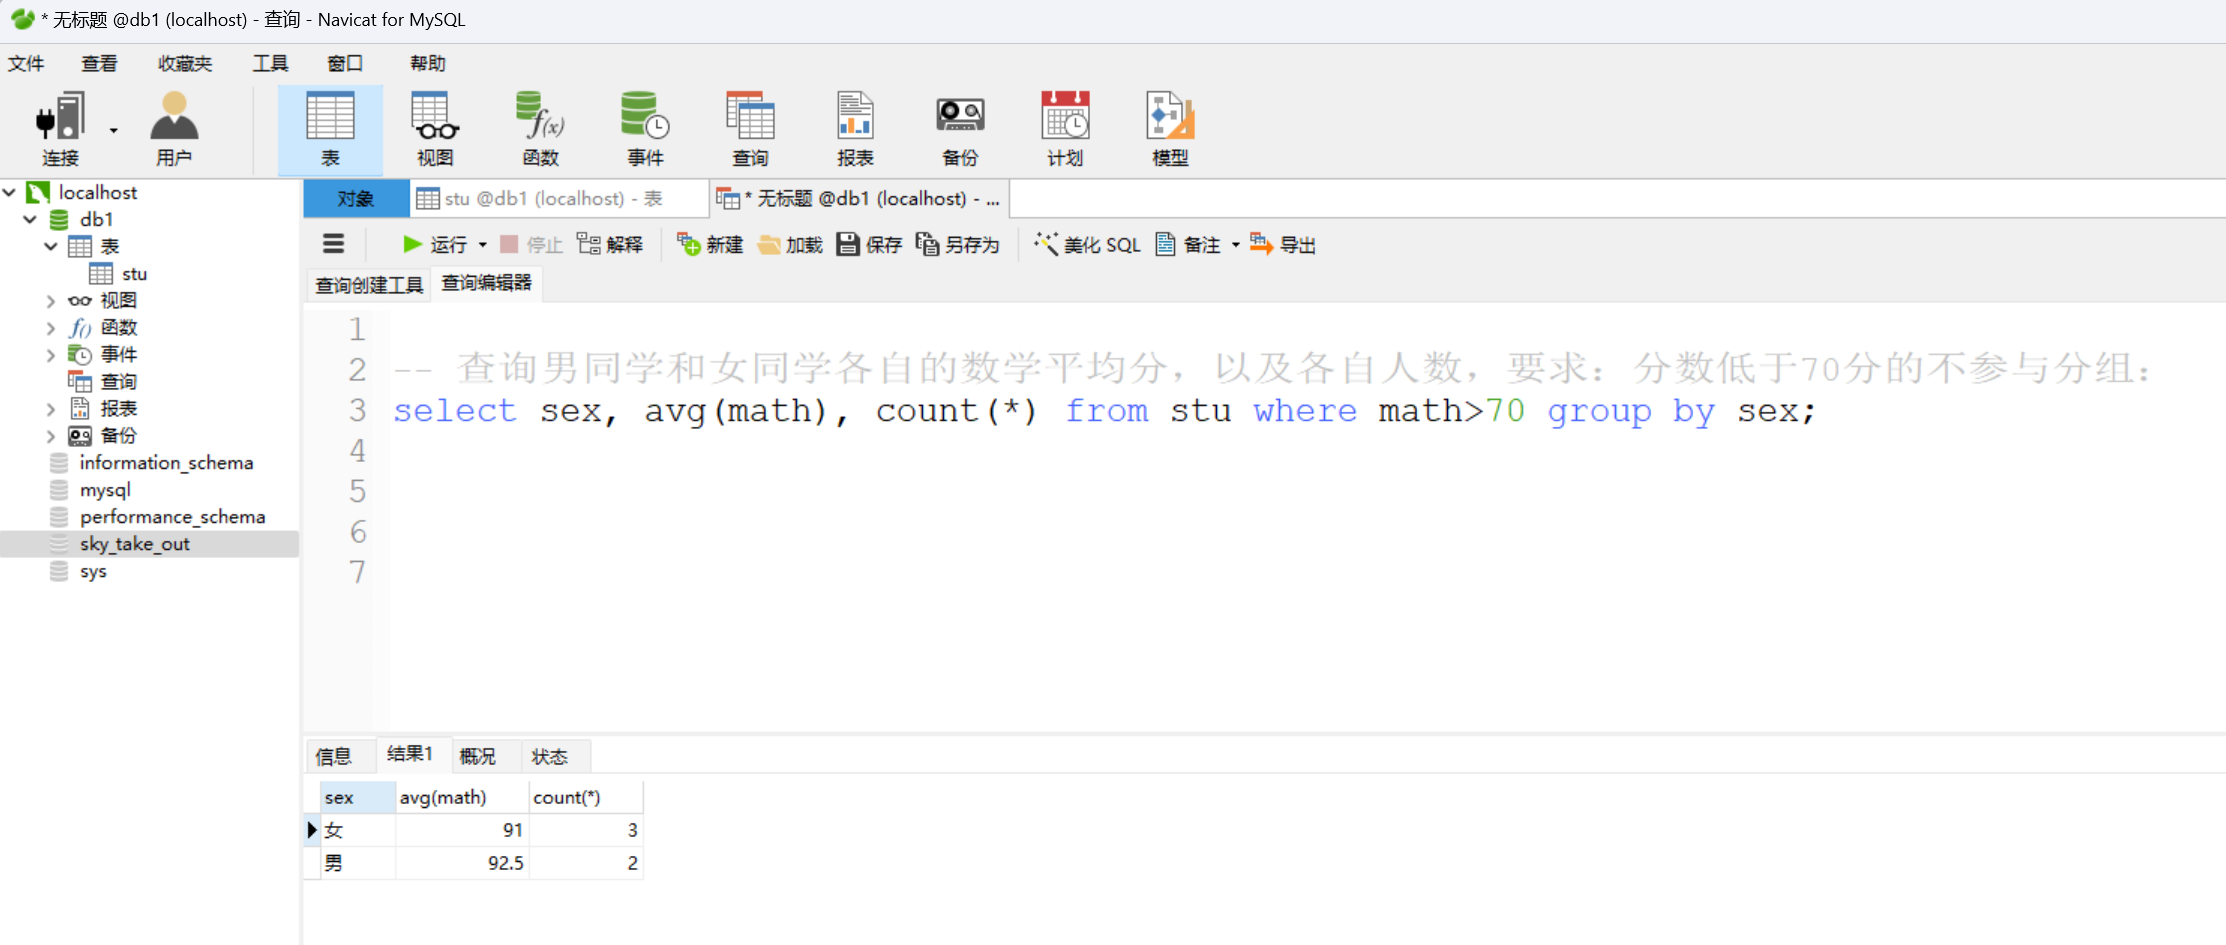 * 无标题 @db1 (localhost) - 查询 - Navicat for MySQL
文件 查看 收藏夹 工具 窗口 帮助
连接 用户 表 视图 函数 事件 查询 报表 备份 计划 模型
localhost
db1
表
stu
视图
函数
事件
查询
报表
备份
information_schema
mysql
performance_schema
sky_take_out
sys
对象 stu @db1 (localhost) - 表 * 无标题 @db1 (localhost) - ...
运行 停止 解释 新建 加载 保存 另存为 美化 SQL 备注 导出
查询创建工具 查询编辑器
1
2 -- 查询男同学和女同学各自的数学平均分，以及各自人数，要求：分数低于70分的不参与分组：
3 select sex, avg(math), count(*) from stu where math>70 group by sex;
4
5
6
7
信息 结果1 概况 状态
sex avg(math) count(*)
女 91 3
男 92.5 2